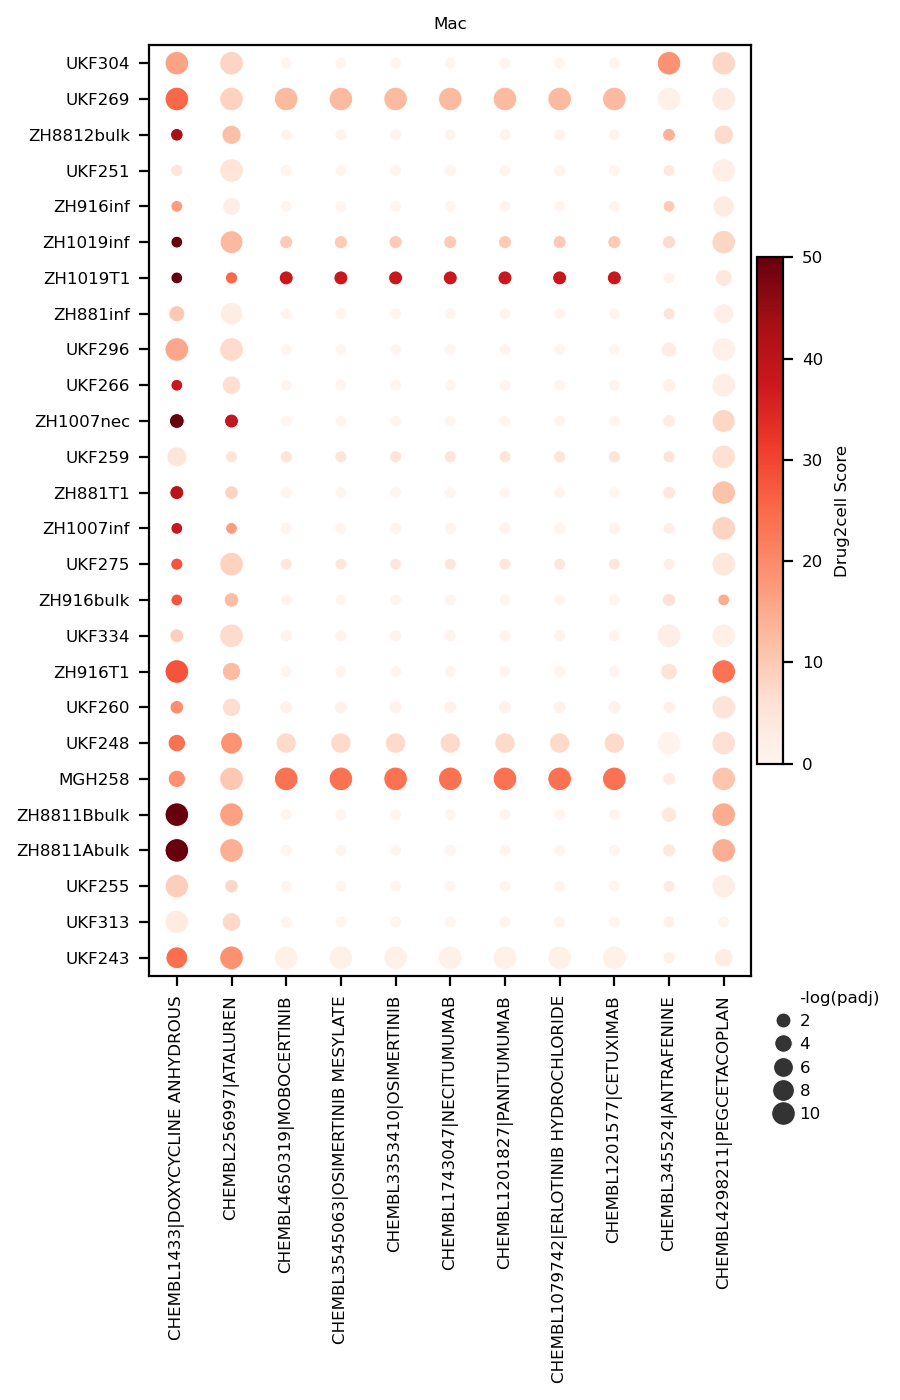 Mac
UKF304
UKF269
ZH8812bulk
UKF251
ZH916inf
ZH1019inf
ZH1019T1
ZH881inf
UKF296
UKF266
ZH1007nec
UKF259
ZH881T1
ZH1007inf
UKF275
ZH916bulk
UKF334
ZH916T1
UKF260
UKF248
MGH258
ZH8811Bbulk
ZH8811Abulk
UKF255
UKF313
UKF243
CHEMBL1433|DOXYCYCLINE ANHYDROUS
CHEMBL256997|ATALUREN
CHEMBL4650319|MOBOCERTINIB
CHEMBL3545063|OSIMERTINIB MESYLATE
CHEMBL3353410|OSIMERTINIB
CHEMBL1743047|NECITUMUMAB
CHEMBL1201827|PANITUMUMAB
CHEMBL1079742|ERLOTINIB HYDROCHLORIDE
CHEMBL1201577|CETUXIMAB
CHEMBL345524|ANTRAFENINE
CHEMBL4298211|PEGCETACOPLAN
50
40
30
20
10
0
Drug2cell Score
-log(padj)
2
4
6
8
10